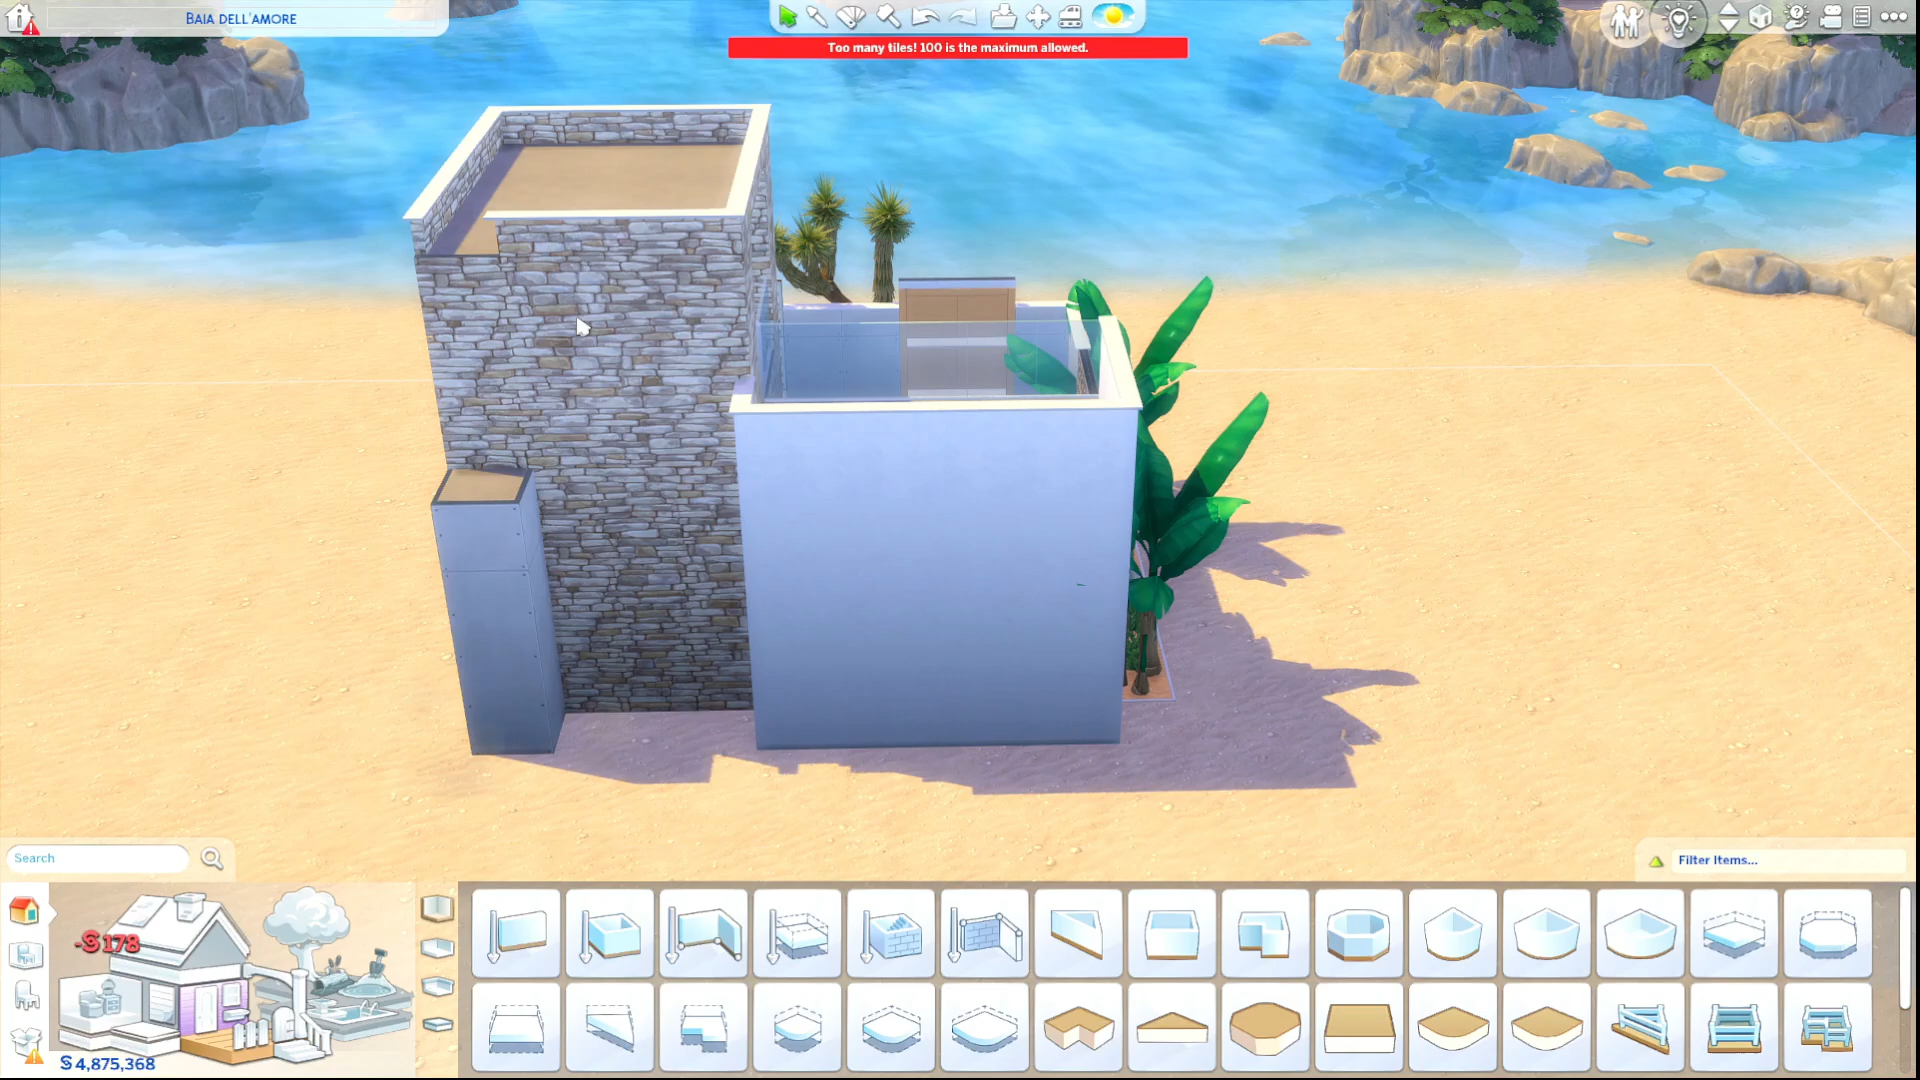 Baia dell'amore
Too many tiles! 100 is the maximum allowed.
Search
Filter Items...
-§178
§4,875,368